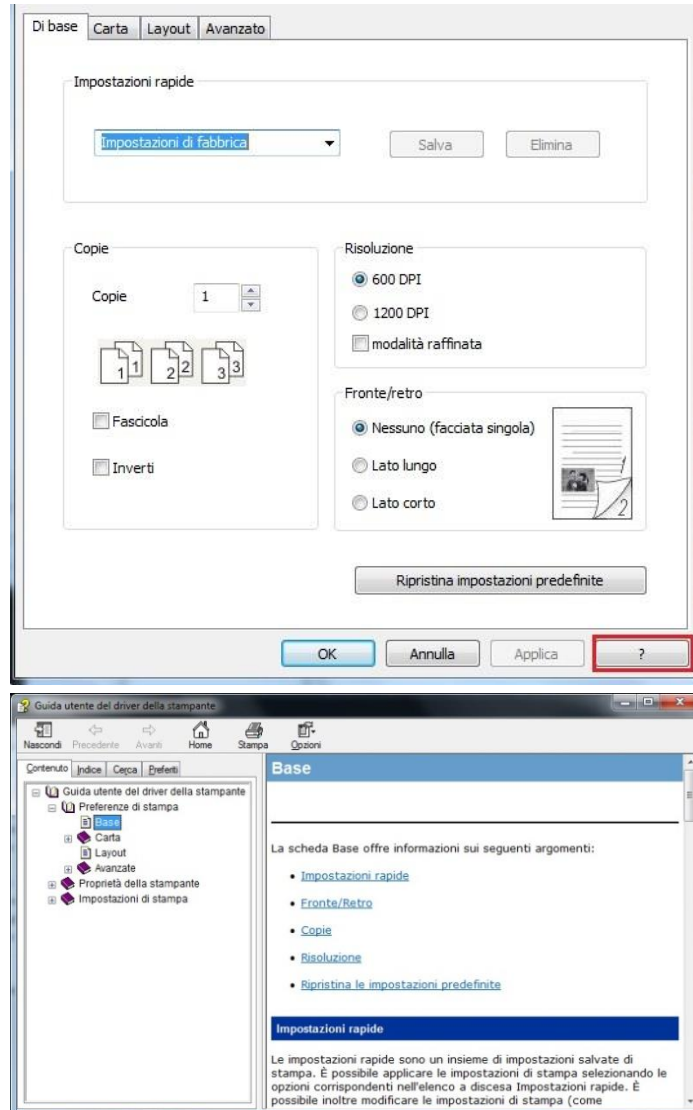 Di base Carta Layout Avanzato
Impostazioni rapide
Impostazioni di fabbrica Salva Elimina
Copie
Copie 1
1 1 2 2 3 3
Fascicola
Inverti
Risoluzione
600 DPI
1200 DPI
modalità raffinata
Fronte/retro
Nessuno (facciata singola)
Lato lungo
Lato corto
1
2
Ripristina impostazioni predefinite
OK Annulla Applica ?
Guida utente del driver della stampante
Nascondi Precedente Avanti Home Stampa Opzioni
Contenuto Indice Cerca Preferiti
Guida utente del driver della stampante
Preferenze di stampa
Base
Carta
Layout
Avanzate
Proprietà della stampante
Impostazioni di stampa
Base
La scheda Base offre informazioni sui seguenti argomenti:
• Impostazioni rapide
• Fronte/Retro
• Copie
• Risoluzione
• Ripristina le impostazioni predefinite
Impostazioni rapide
Le impostazioni rapide sono un insieme di impostazioni salvate di
stampa. È possibile applicare le impostazioni di stampa selezionando le
opzioni corrispondenti nell'elenco a discesa Impostazioni rapide. È
possibile inoltre modificare le impostazioni di stampa (come